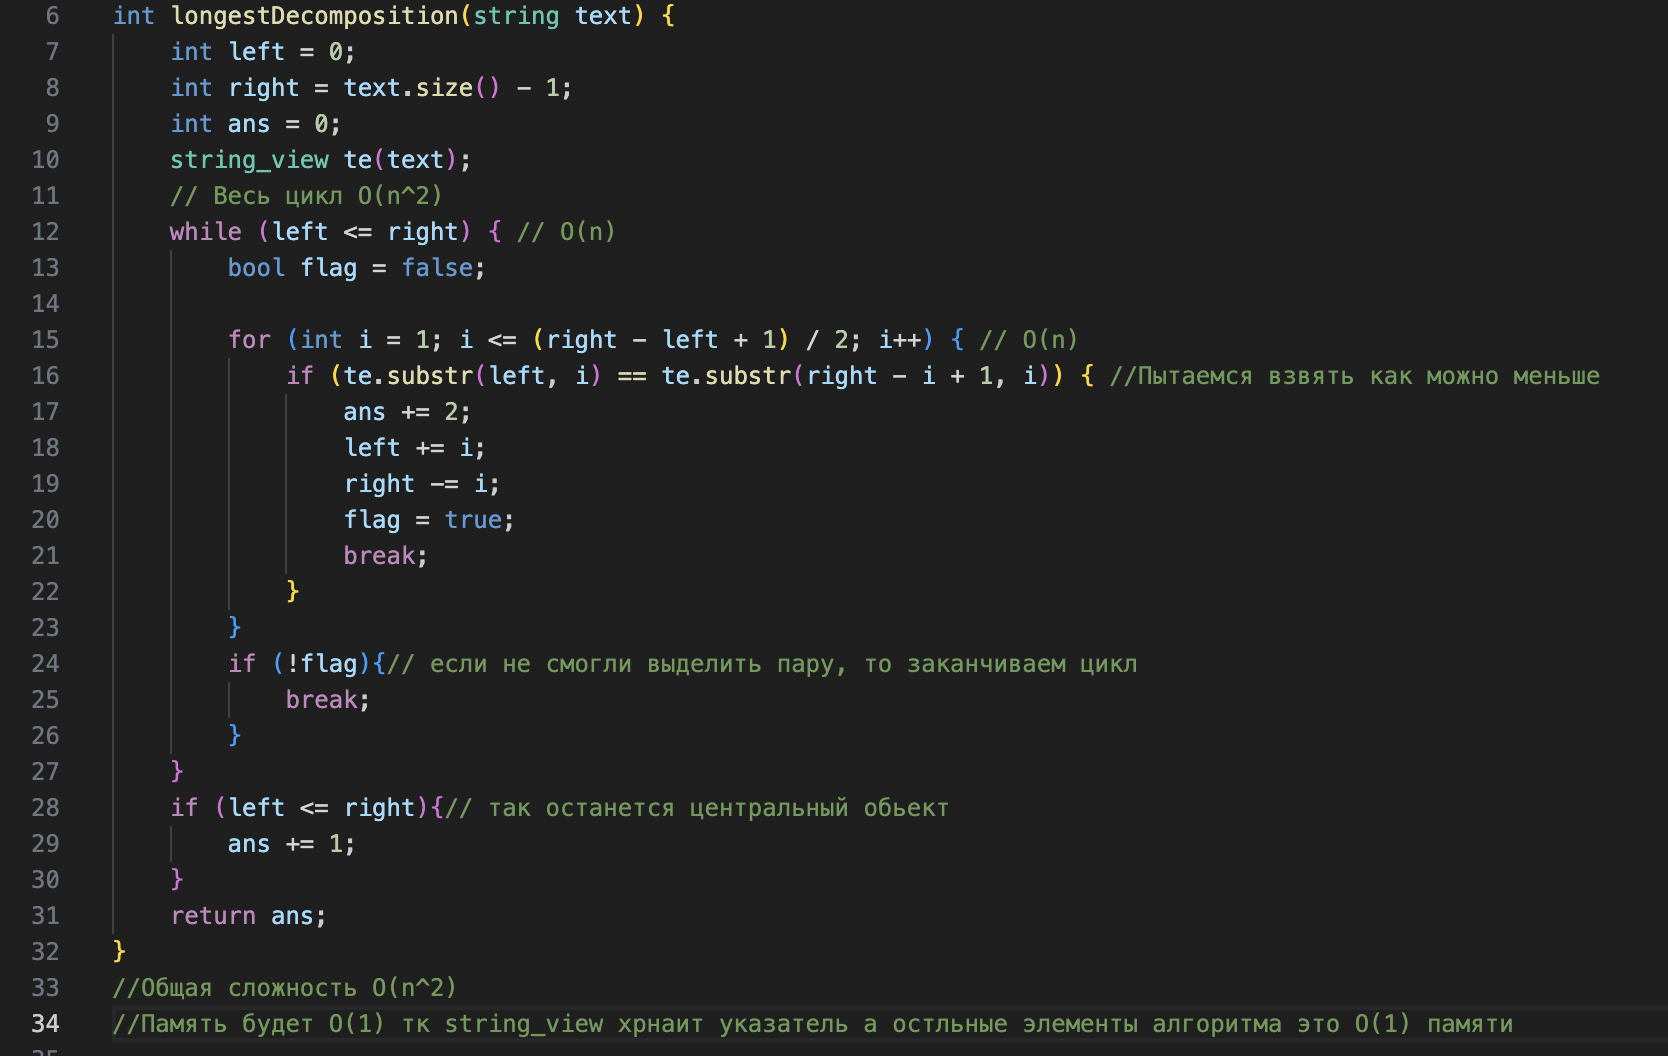 6 int longestDecomposition(string text) {
7 int left = 0;
8 int right = text.size() - 1;
9 int ans = 0;
10 string_view te(text);
11 // Весь цикл O(n^2)
12 while (left <= right) { // O(n)
13 bool flag = false;
14
15 for (int i = 1; i <= (right - left + 1) / 2; i++) { // O(n)
16 if (te.substr(left, i) == te.substr(right - i + 1, i)) { //Пытаемся взвять как можно меньше
17 ans += 2;
18 left += i;
19 right -= i;
20 flag = true;
21 break;
22 }
23 }
24 if (!flag){// если не смогли выделить пару, то заканчиваем цикл
25 break;
26 }
27 }
28 if (left <= right){// так останется центральный обьект
29 ans += 1;
30 }
31 return ans;
32 }
33 //Общая сложность O(n^2)
34 //Память будет O(1) тк string_view хрнаит указатель а остльные элементы алгоритма это O(1) памяти